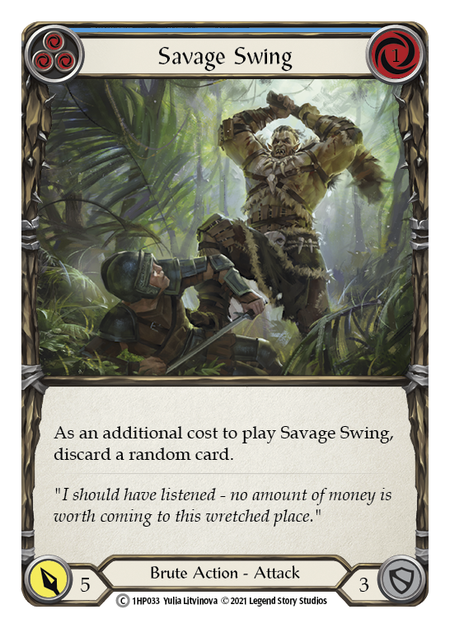 Savage Swing
1
As an additional cost to play Savage Swing,
discard a random card.
"I should have listened - no amount of money is
worth coming to this wretched place."
5
Brute Action - Attack
3
C 1HP033 Yulia Litvinova © 2021 Legend Story Studios